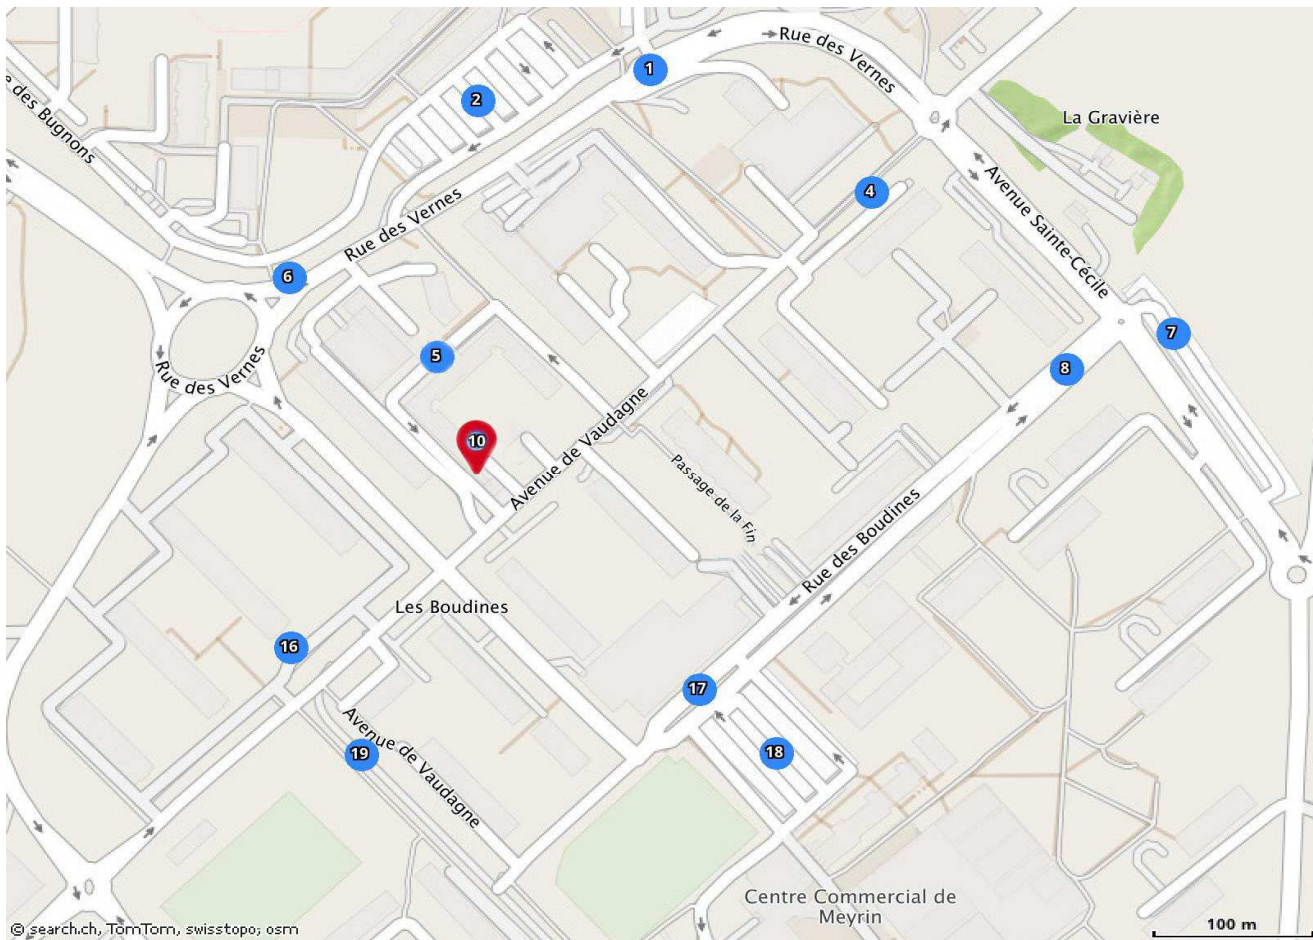 Rue des Vernes
1
2
e des Bugnons
La Gravière
4
Avenue Sainte-Cécile
Rue des Vernes
6
7
5
8
Rue des Vernes
10
Avenue de Vaudagne
Passage de la Fin
Rue des Boudines
Les Boudines
16
17
Avenue de Vaudagne
19
18
Centre Commercial de
Meyrin
100 m
© search.ch, TomTom, swisstopo; osm